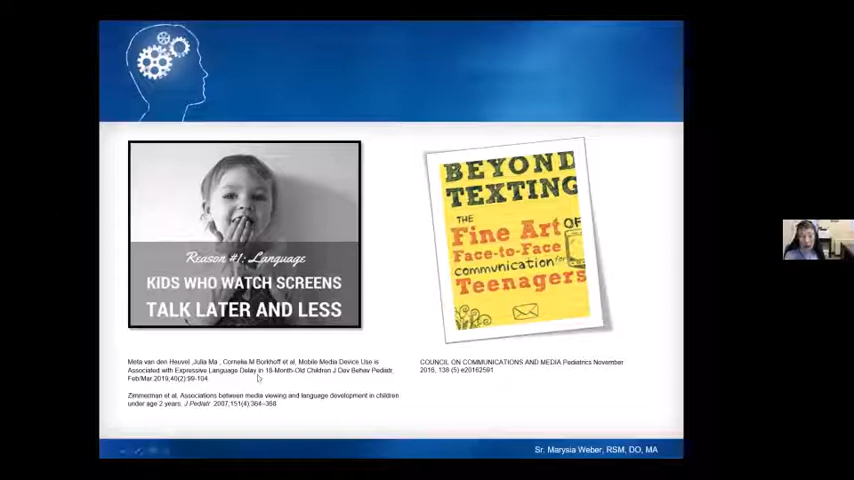 Reason #1: Language
KIDS WHO WATCH SCREENS
TALK LATER AND LESS
BEYOND
TEXTING
THE
Fine Art OF
Face-to-Face
communication for
Teenagers
Meta van den Heuvel ,Julia Ma , Cornelia M Borkhoff et al, Mobile Media Device Use is
Associated with Expressive Language Delay in 18-Month-Old Children J Dev Behav Pediatr,
Feb/Mar 2019;40(2):99-104
Zimmerman et al, Associations between media viewing and language development in children
under age 2 years. J Pediatr 2007;151(4):364–368
COUNCIL ON COMMUNICATIONS AND MEDIA Pediatrics November
2016, 138 (5) e20162591
Sr. Marysia Weber, RSM, DO, MA